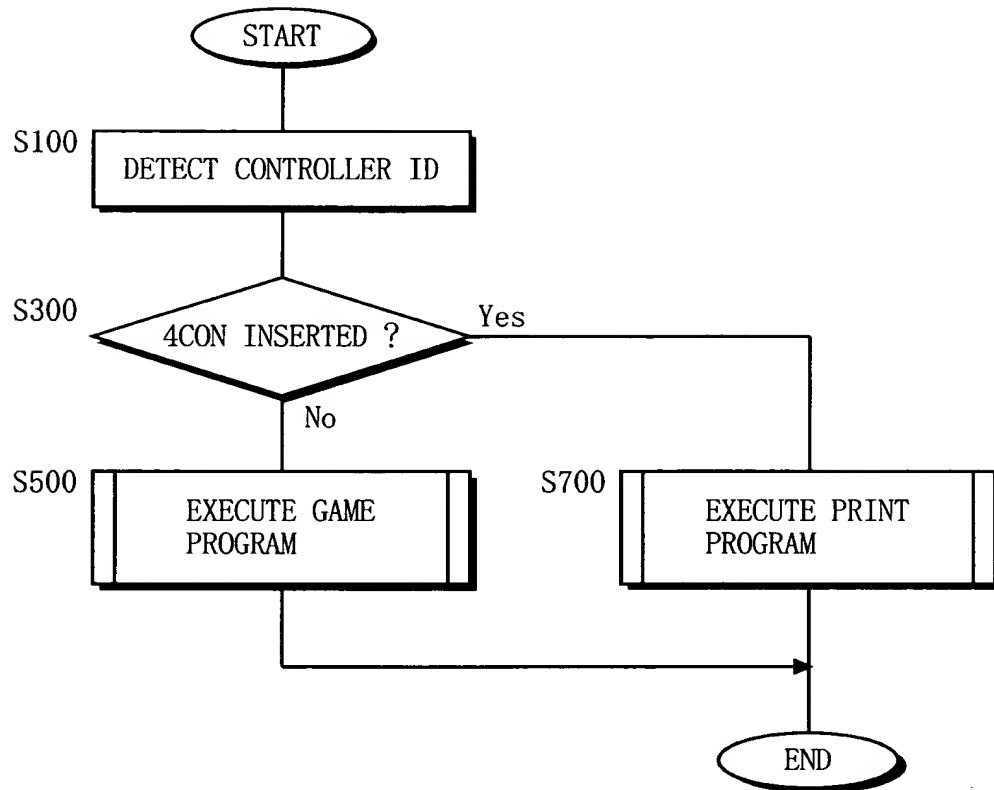 START
S100
DETECT CONTROLLER ID
S300
4CON INSERTED ?
Yes
No
S500
EXECUTE GAME
PROGRAM
S700
EXECUTE PRINT
PROGRAM
END